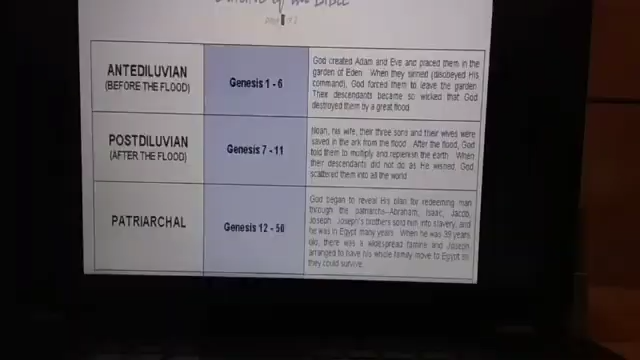 Outline of the BIBLE
ANTEDILUVIAN
(BEFORE THE FLOOD)
Genesis 1 - 6
God created Adam and Eve and placed them in the
garden of Eden. When they sinned (disobeyed His
command), God forced them to leave the garden.
Their descendants became so wicked that God
destroyed them by a great flood.
POSTDILUVIAN
(AFTER THE FLOOD)
Genesis 7 - 11
Noah, his wife, their three sons and their wives were
saved in the ark from the flood. After the flood, God
told them to multiply and replenish the earth. When
their descendants did not do as He wished, God
scattered them into all the world.
PATRIARCHAL
Genesis 12 - 50
God began to reveal His plan for redeeming man
through the patriarchs--Abraham, Isaac, Jacob,
Joseph. Joseph's brothers sold him into slavery, and
he was in Egypt many years. When he was 39 years
old, there was a widespread famine and Joseph
arranged to have his whole family move to Egypt so
they could survive.